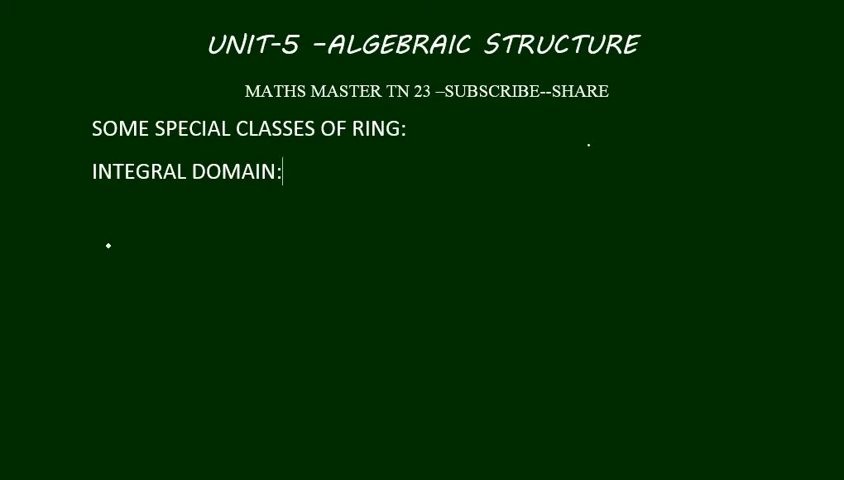 UNIT-5 –ALGEBRAIC STRUCTURE
MATHS MASTER TN 23 –SUBSCRIBE--SHARE
SOME SPECIAL CLASSES OF RING:
INTEGRAL DOMAIN: